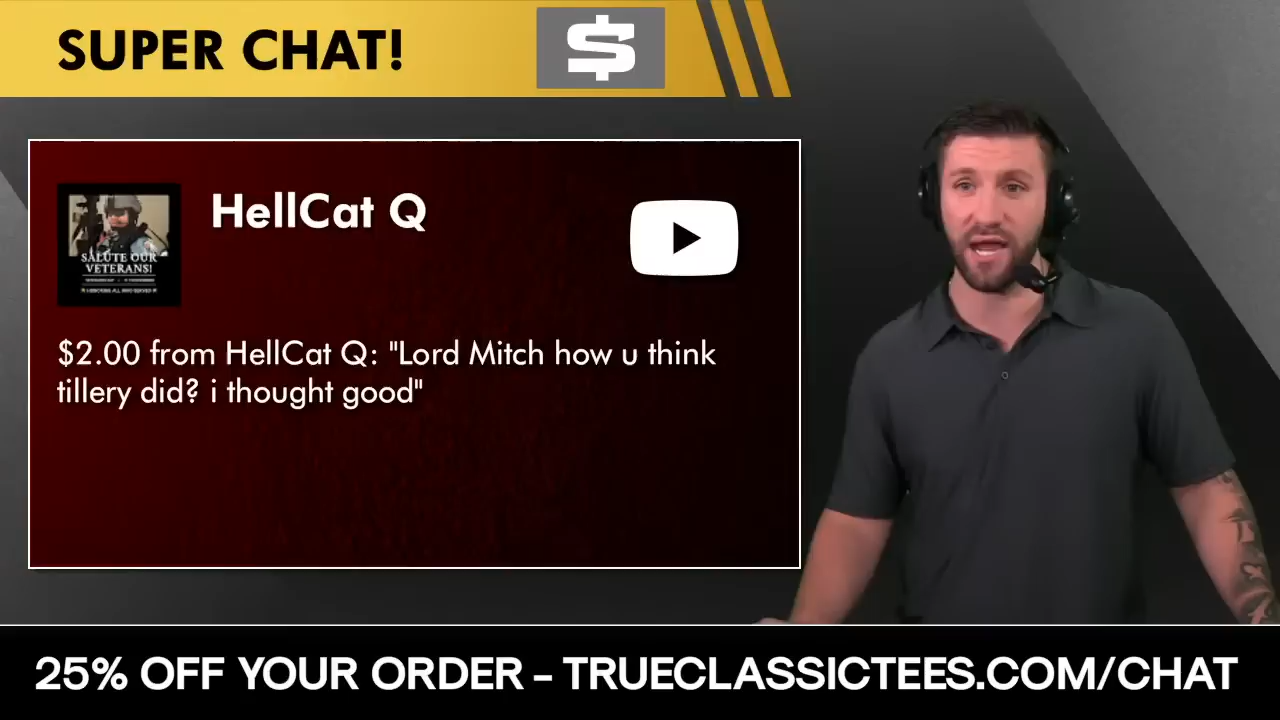 SUPER CHAT!
$
HellCat Q
SALUTE OUR
VETERANS!
$2.00 from HellCat Q: "Lord Mitch how u think
tillery did? i thought good"
25% OFF YOUR ORDER – TRUECLASSICTEES.COM/CHAT